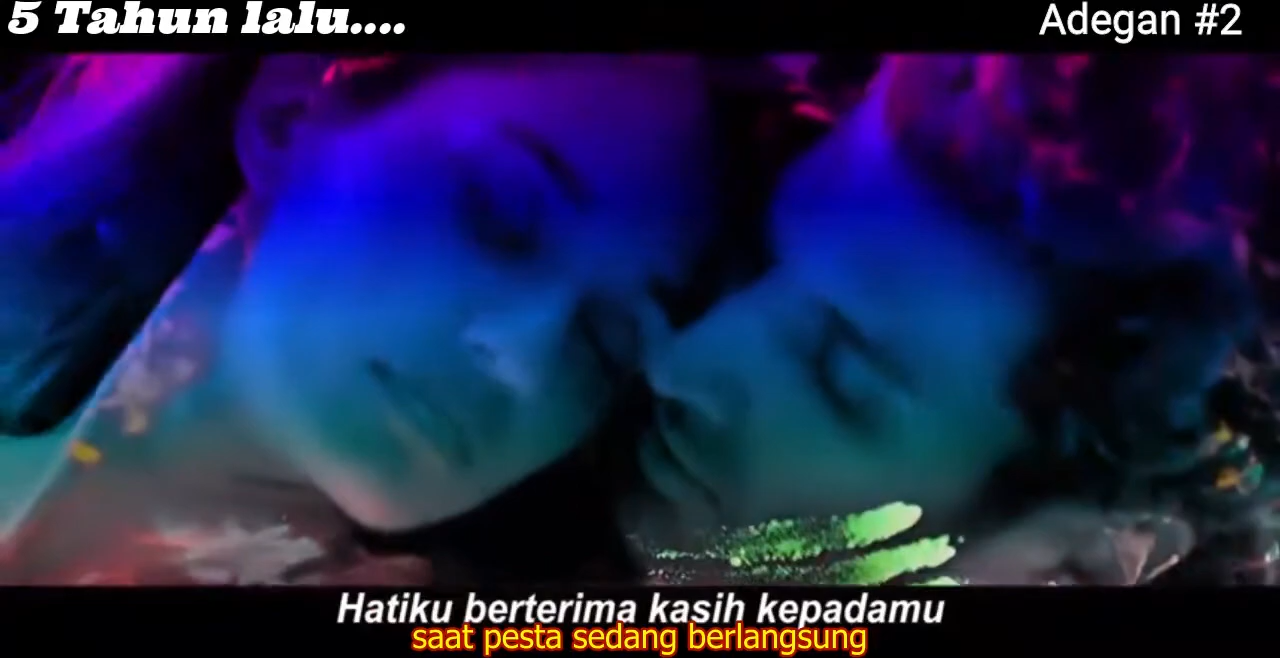 5 Tahun lalu....
Adegan #2
Hatiku berterima kasih kepadamu
saat pesta sedang berlangsung